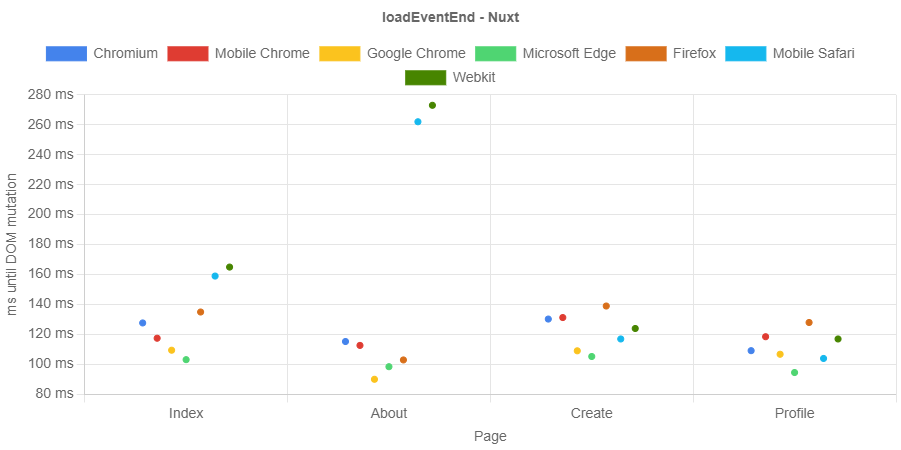 loadEventEnd - Nuxt
Chromium Mobile Chrome Google Chrome Microsoft Edge Firefox Mobile Safari
Webkit
280 ms
260 ms
240 ms
220 ms
200 ms
180 ms
160 ms
140 ms
120 ms
100 ms
80 ms
ms until DOM mutation
Index About Create Profile
Page